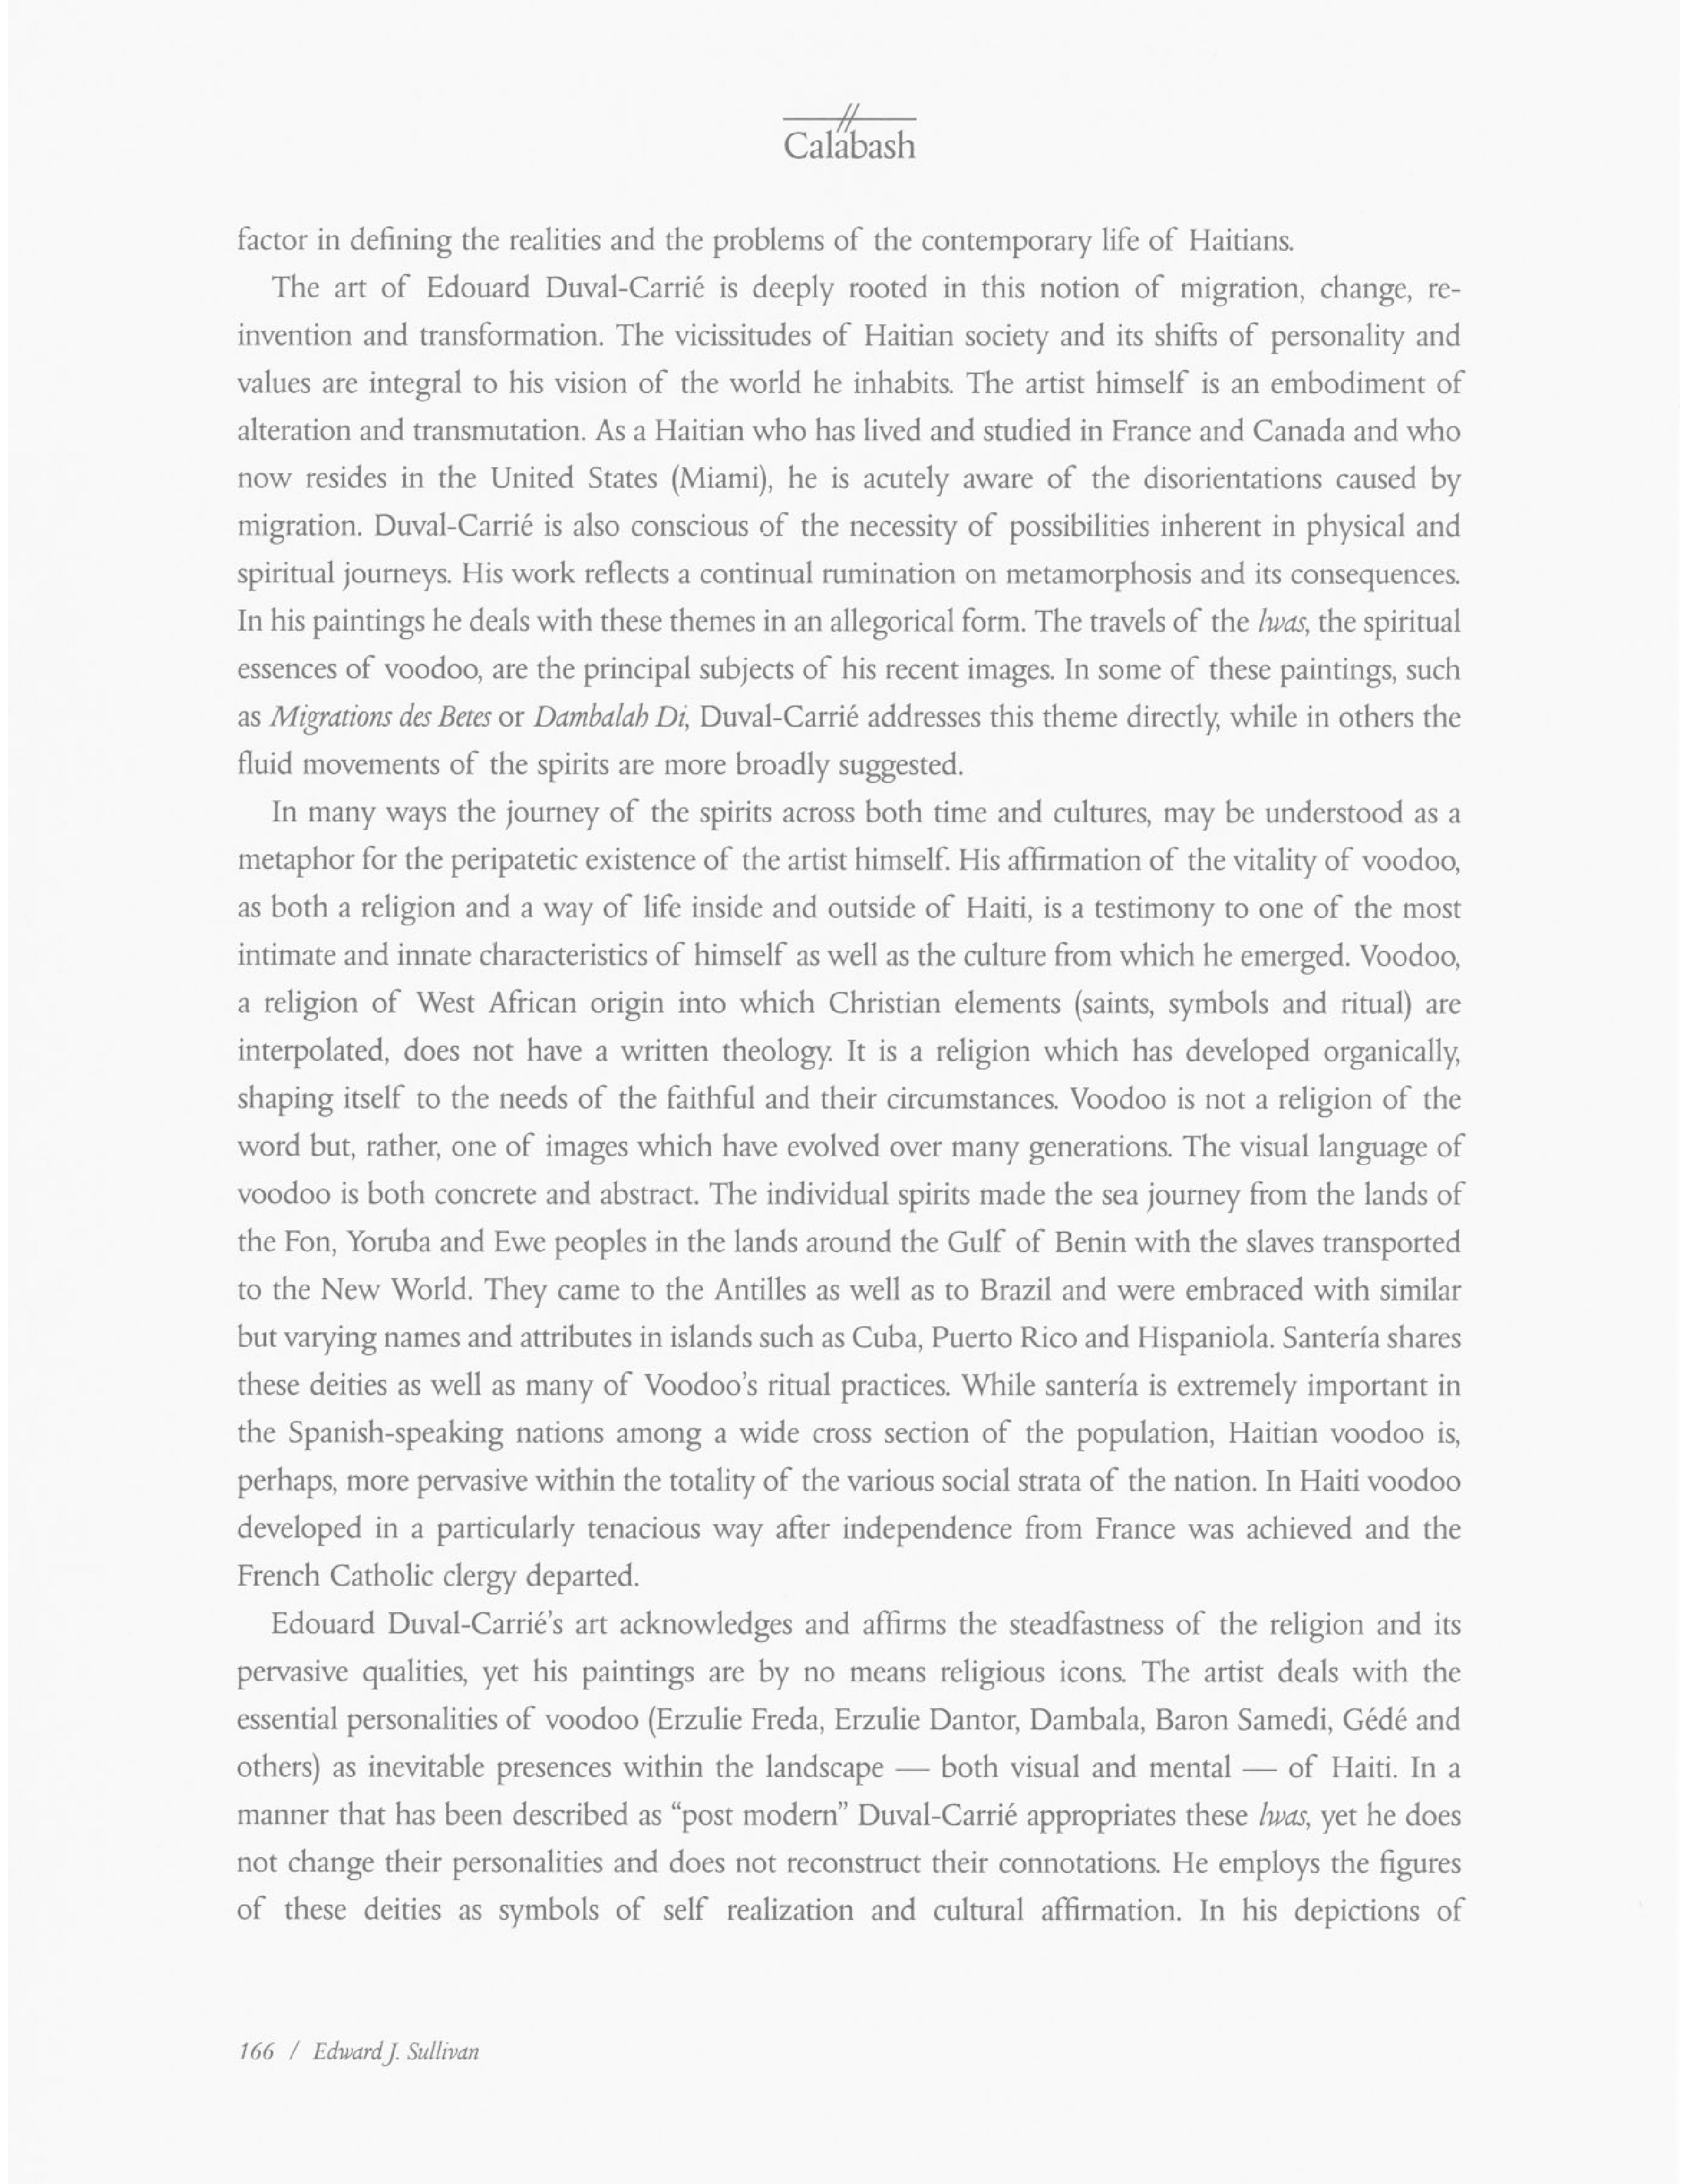 Calabash
factor in defining the realities and the problems of the contemporary life of Haitians.
The art of Edouard Duval-Carrié is deeply rooted in this notion of migration, change, re-
invention and transformation. The vicissitudes of Haitian society and its shifts of personality and
values are integral to his vision of the world he inhabits. The artist himself is an embodiment of
alteration and transmutation. As a Haitian who has lived and studied in France and Canada and who
now resides in the United States (Miami), he is acutely aware of the disorientations caused by
migration. Duval-Carrié is also conscious of the necessity of possibilities inherent in physical and
spiritual journeys. His work reflects a continual rumination on metamorphosis and its consequences.
In his paintings he deals with these themes in an allegorical form. The travels of the lwas, the spiritual
essences of voodoo, are the principal subjects of his recent images. In some of these paintings, such
as Migrations des Betes or Dambalah Di, Duval-Carrié addresses this theme directly, while in others the
fluid movements of the spirits are more broadly suggested.
In many ways the journey of the spirits across both time and cultures, may be understood as a
metaphor for the peripatetic existence of the artist himself. His affirmation of the vitality of voodoo,
as both a religion and a way of life inside and outside of Haiti, is a testimony to one of the most
intimate and innate characteristics of himself as well as the culture from which he emerged. Voodoo,
a religion of West African origin into which Christian elements (saints, symbols and ritual) are
interpolated, does not have a written theology. It is a religion which has developed organically,
shaping itself to the needs of the faithful and their circumstances. Voodoo is not a religion of the
word but, rather, one of images which have evolved over many generations. The visual language of
voodoo is both concrete and abstract. The individual spirits made the sea journey from the lands of
the Fon, Yoruba and Ewe peoples in the lands around the Gulf of Benin with the slaves transported
to the New World. They came to the Antilles as well as to Brazil and were embraced with similar
but varying names and attributes in islands such as Cuba, Puerto Rico and Hispaniola. Santería shares
these deities as well as many of Voodoo's ritual practices. While santería is extremely important in
the Spanish-speaking nations among a wide cross section of the population, Haitian voodoo is,
perhaps, more pervasive within the totality of the various social strata of the nation. In Haiti voodoo
developed in a particularly tenacious way after independence from France was achieved and the
French Catholic clergy departed.
Edouard Duval-Carrié's art acknowledges and affirms the steadfastness of the religion and its
pervasive qualities, yet his paintings are by no means religious icons. The artist deals with the
essential personalities of voodoo (Erzulie Freda, Erzulie Dantor, Dambala, Baron Samedi, Gédé and
others) as inevitable presences within the landscape — both visual and mental — of Haiti. In a
manner that has been described as “post modern” Duval-Carrié appropriates these lwas, yet he does
not change their personalities and does not reconstruct their connotations. He employs the figures
of these deities as symbols of self realization and cultural affirmation. In his depictions of
166 / Edward J. Sullivan